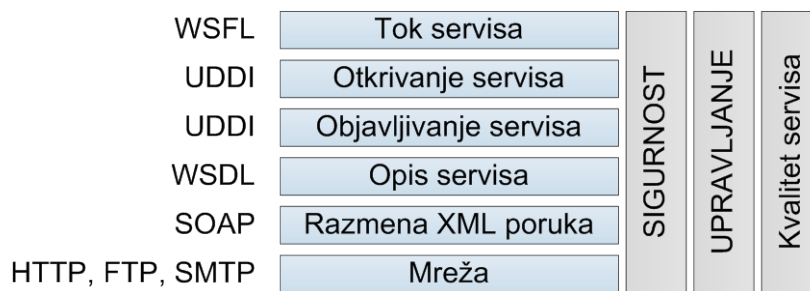 WSFL Tok servisa
UDDI Otkrivanje servisa
UDDI Objavljivanje servisa
WSDL Opis servisa
SOAP Razmena XML poruka
HTTP, FTP, SMTP Mreža
SIGURNOST
UPRAVLJANJE
Kvalitet servisa